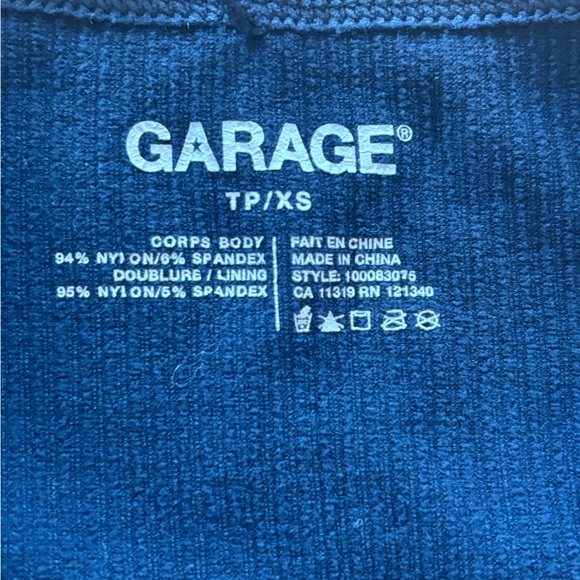 GARAGE®
TP/XS
CORPS BODY
94% NYLON/6% SPANDEX
DOUBLURE / LINING
95% NYLON/5% SPANDEX
FAIT EN CHINE
MADE IN CHINA
STYLE: 100083075
CA 11319 RN 121340